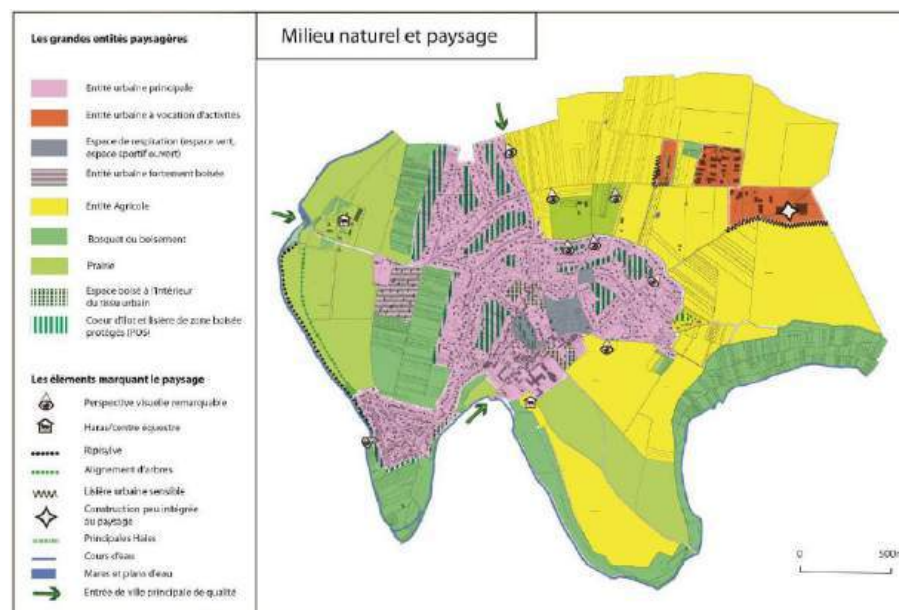 Les grandes entités paysagères
Milieu naturel et paysage
Entité urbaine principale
Entité urbaine à vocation d'activités
Espace de respiration (espace vert,
espace sportif ouvert)
Entité urbaine fortement boisée
Entité Agricole
Bosquet ou boisement
Prairie
Espace boisé à l'intérieur
du tissu urbain
Coeur d'îlot et lisière de zone boisée
protégés (POS)
Les élements marquant le paysage
Perspective visuelle remarquable
Haras/centre équestre
Ripisylve
Alignement d'arbres
Lisière urbaine sensible
Construction peu intégrée
au paysage
Principales Haies
Cours d'eau
Mares et plans d'eau
Entrée de ville principale de qualité
0 500m